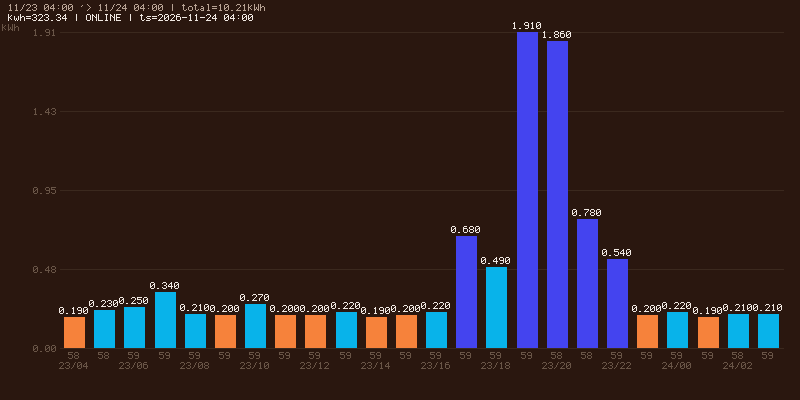 11/23 04:00 -> 11/24 04:00 | total=10.21kWh
Kwh=323.34 | ONLINE | ts=2026-11-24 04:00
kWh
1.91
1.43
0.95
0.48
0.00
0.190 0.230 0.250 0.340 0.210 0.200 0.270 0.200 0.200 0.220 0.190 0.200 0.220 0.680 0.490 1.910 1.860 0.780 0.540 0.200 0.220 0.190 0.210 0.210
58 58 59 59 59 59 59 59 59 59 59 59 59 59 59 59 58 58 59 59 59 59 58 59
23/04 23/06 23/08 23/10 23/12 23/14 23/16 23/18 23/20 23/22 24/00 24/02